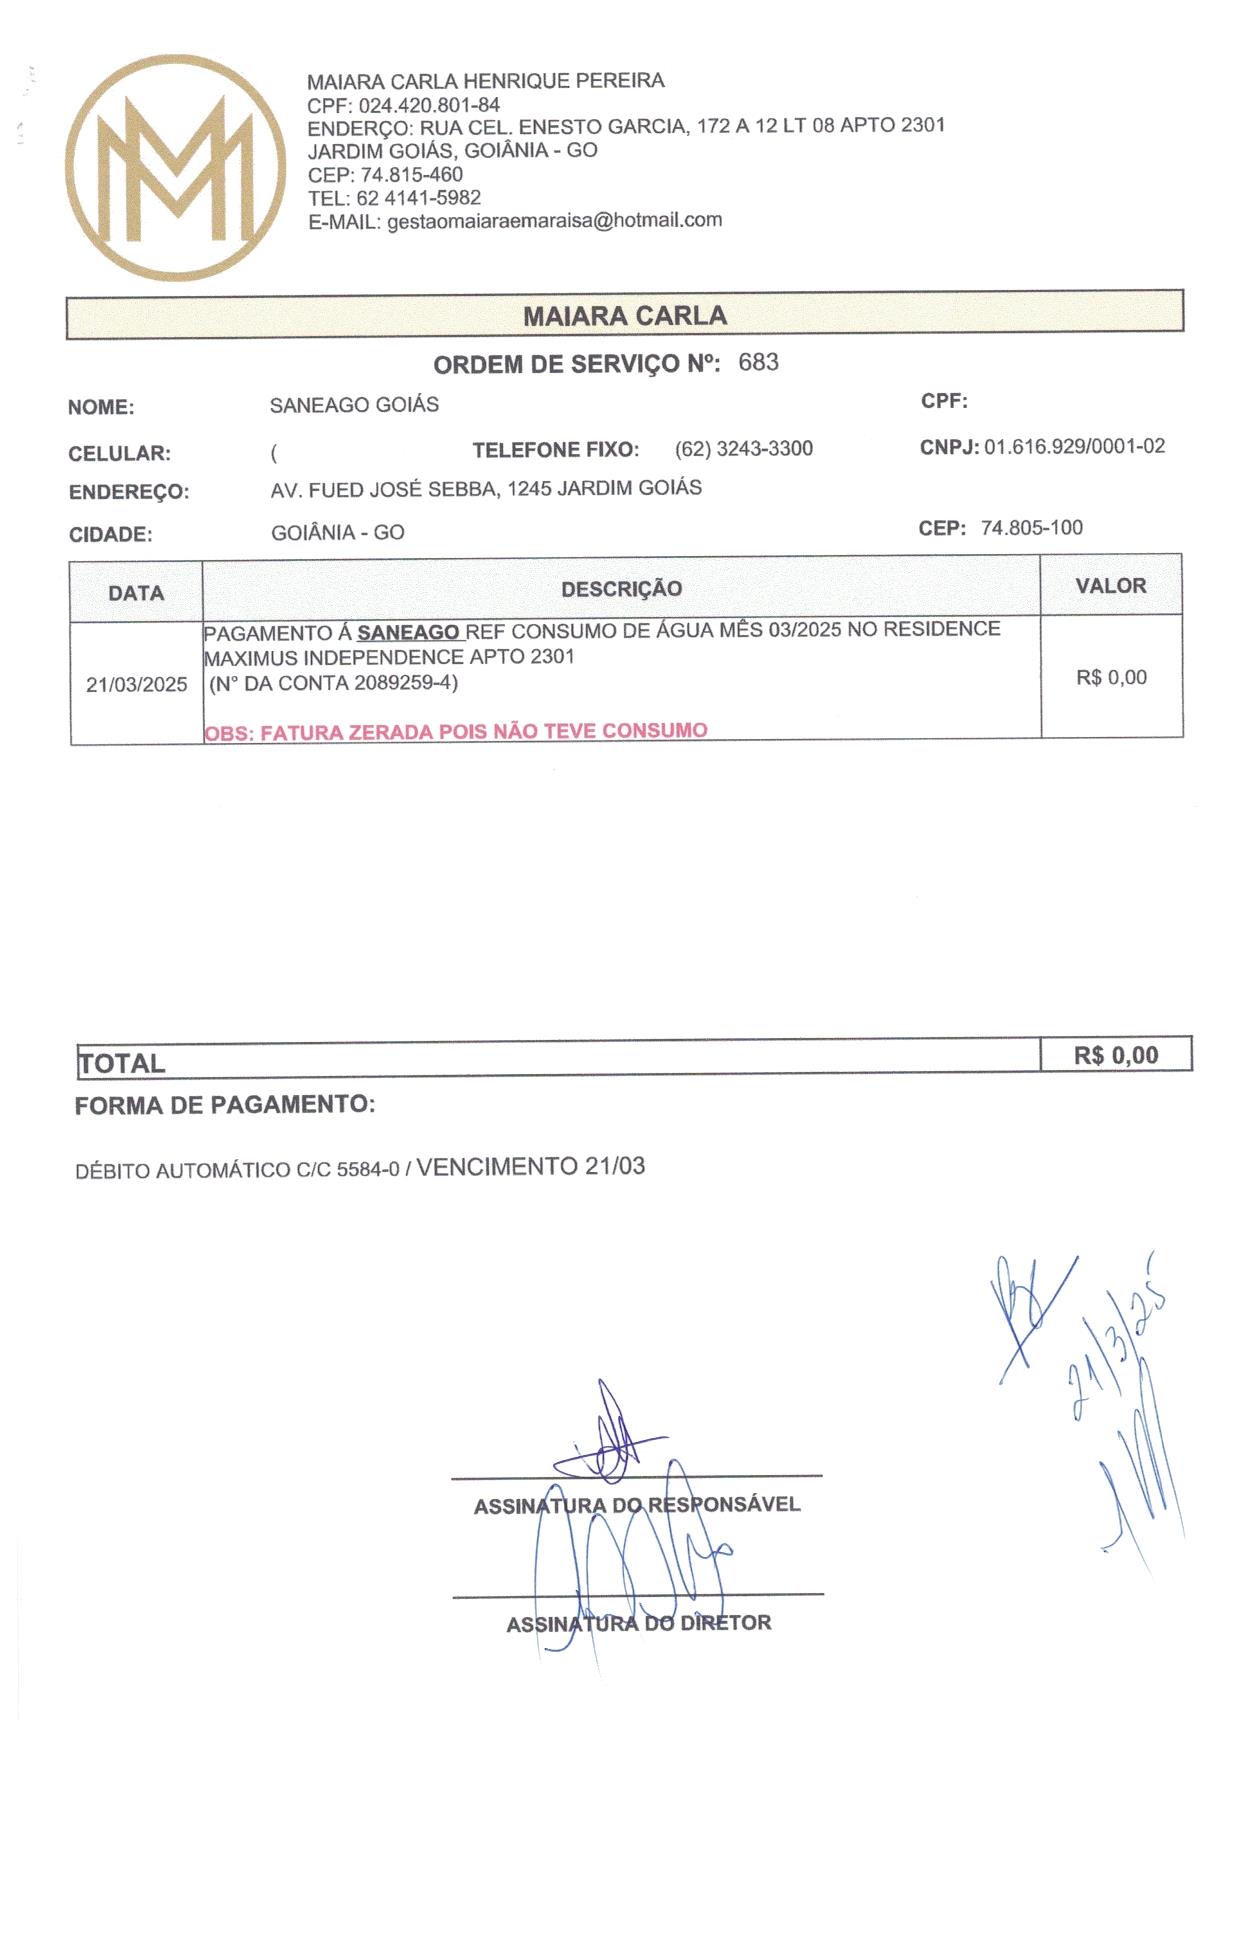 MAIARA CARLA HENRIQUE PEREIRA
CPF: 024.420.801-84
ENDERÇO: RUA CEL. ENESTO GARCIA, 172 A 12 LT 08 APTO 2301
JARDIM GOIÁS, GOIÂNIA - GO
CEP: 74.815-460
TEL: 62 4141-5982
E-MAIL: gestaomaiaraemaraisa@hotmail.com
MAIARA CARLA
ORDEM DE SERVIÇO Nº: 683
NOME: SANEAGO GOIÁS CPF:
CELULAR: ( TELEFONE FIXO: (62) 3243-3300 CNPJ: 01.616.929/0001-02
ENDEREÇO: AV. FUED JOSÉ SEBBA, 1245 JARDIM GOIÁS
CIDADE: GOIÂNIA - GO CEP: 74.805-100
DATA DESCRIÇÃO VALOR
PAGAMENTO Á SANEAGO REF CONSUMO DE ÁGUA MÊS 03/2025 NO RESIDENCE
MAXIMUS INDEPENDENCE APTO 2301
21/03/2025 (N° DA CONTA 2089259-4) R$ 0,00
OBS: FATURA ZERADA POIS NÃO TEVE CONSUMO
TOTAL R$ 0,00
FORMA DE PAGAMENTO:
DÉBITO AUTOMÁTICO C/C 5584-0 / VENCIMENTO 21/03
21/3/25
ASSINATURA DO RESPONSÁVEL
ASSINATURA DO DIRETOR